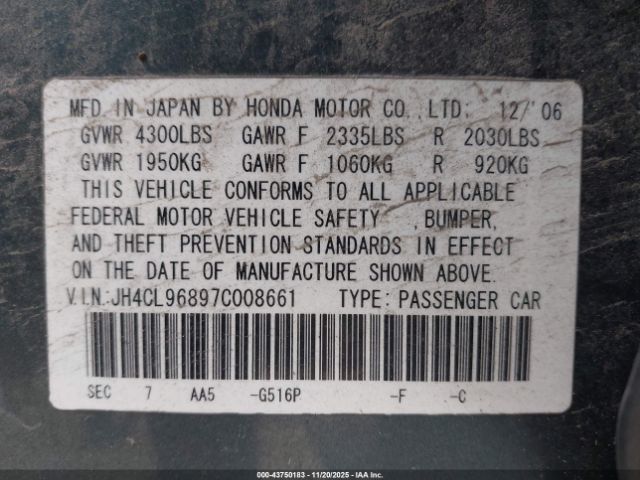 MFD. IN JAPAN BY HONDA MOTOR CO.,LTD. 12/'06
GVWR 4300LBS GAWR F 2335LBS R 2030LBS
GVWR 1950KG GAWR F 1060KG R 920KG
THIS VEHICLE CONFORMS TO ALL APPLICABLE
FEDERAL MOTOR VEHICLE SAFETY ,BUMPER,
AND THEFT PREVENTION STANDARDS IN EFFECT
ON THE DATE OF MANUFACTURE SHOWN ABOVE.
V.I.N.:JH4CL96897C008661 TYPE: PASSENGER CAR
SEC 7 AA5 -G516P -F -C
000-43750183 - 11/20/2025 - IAA Inc.